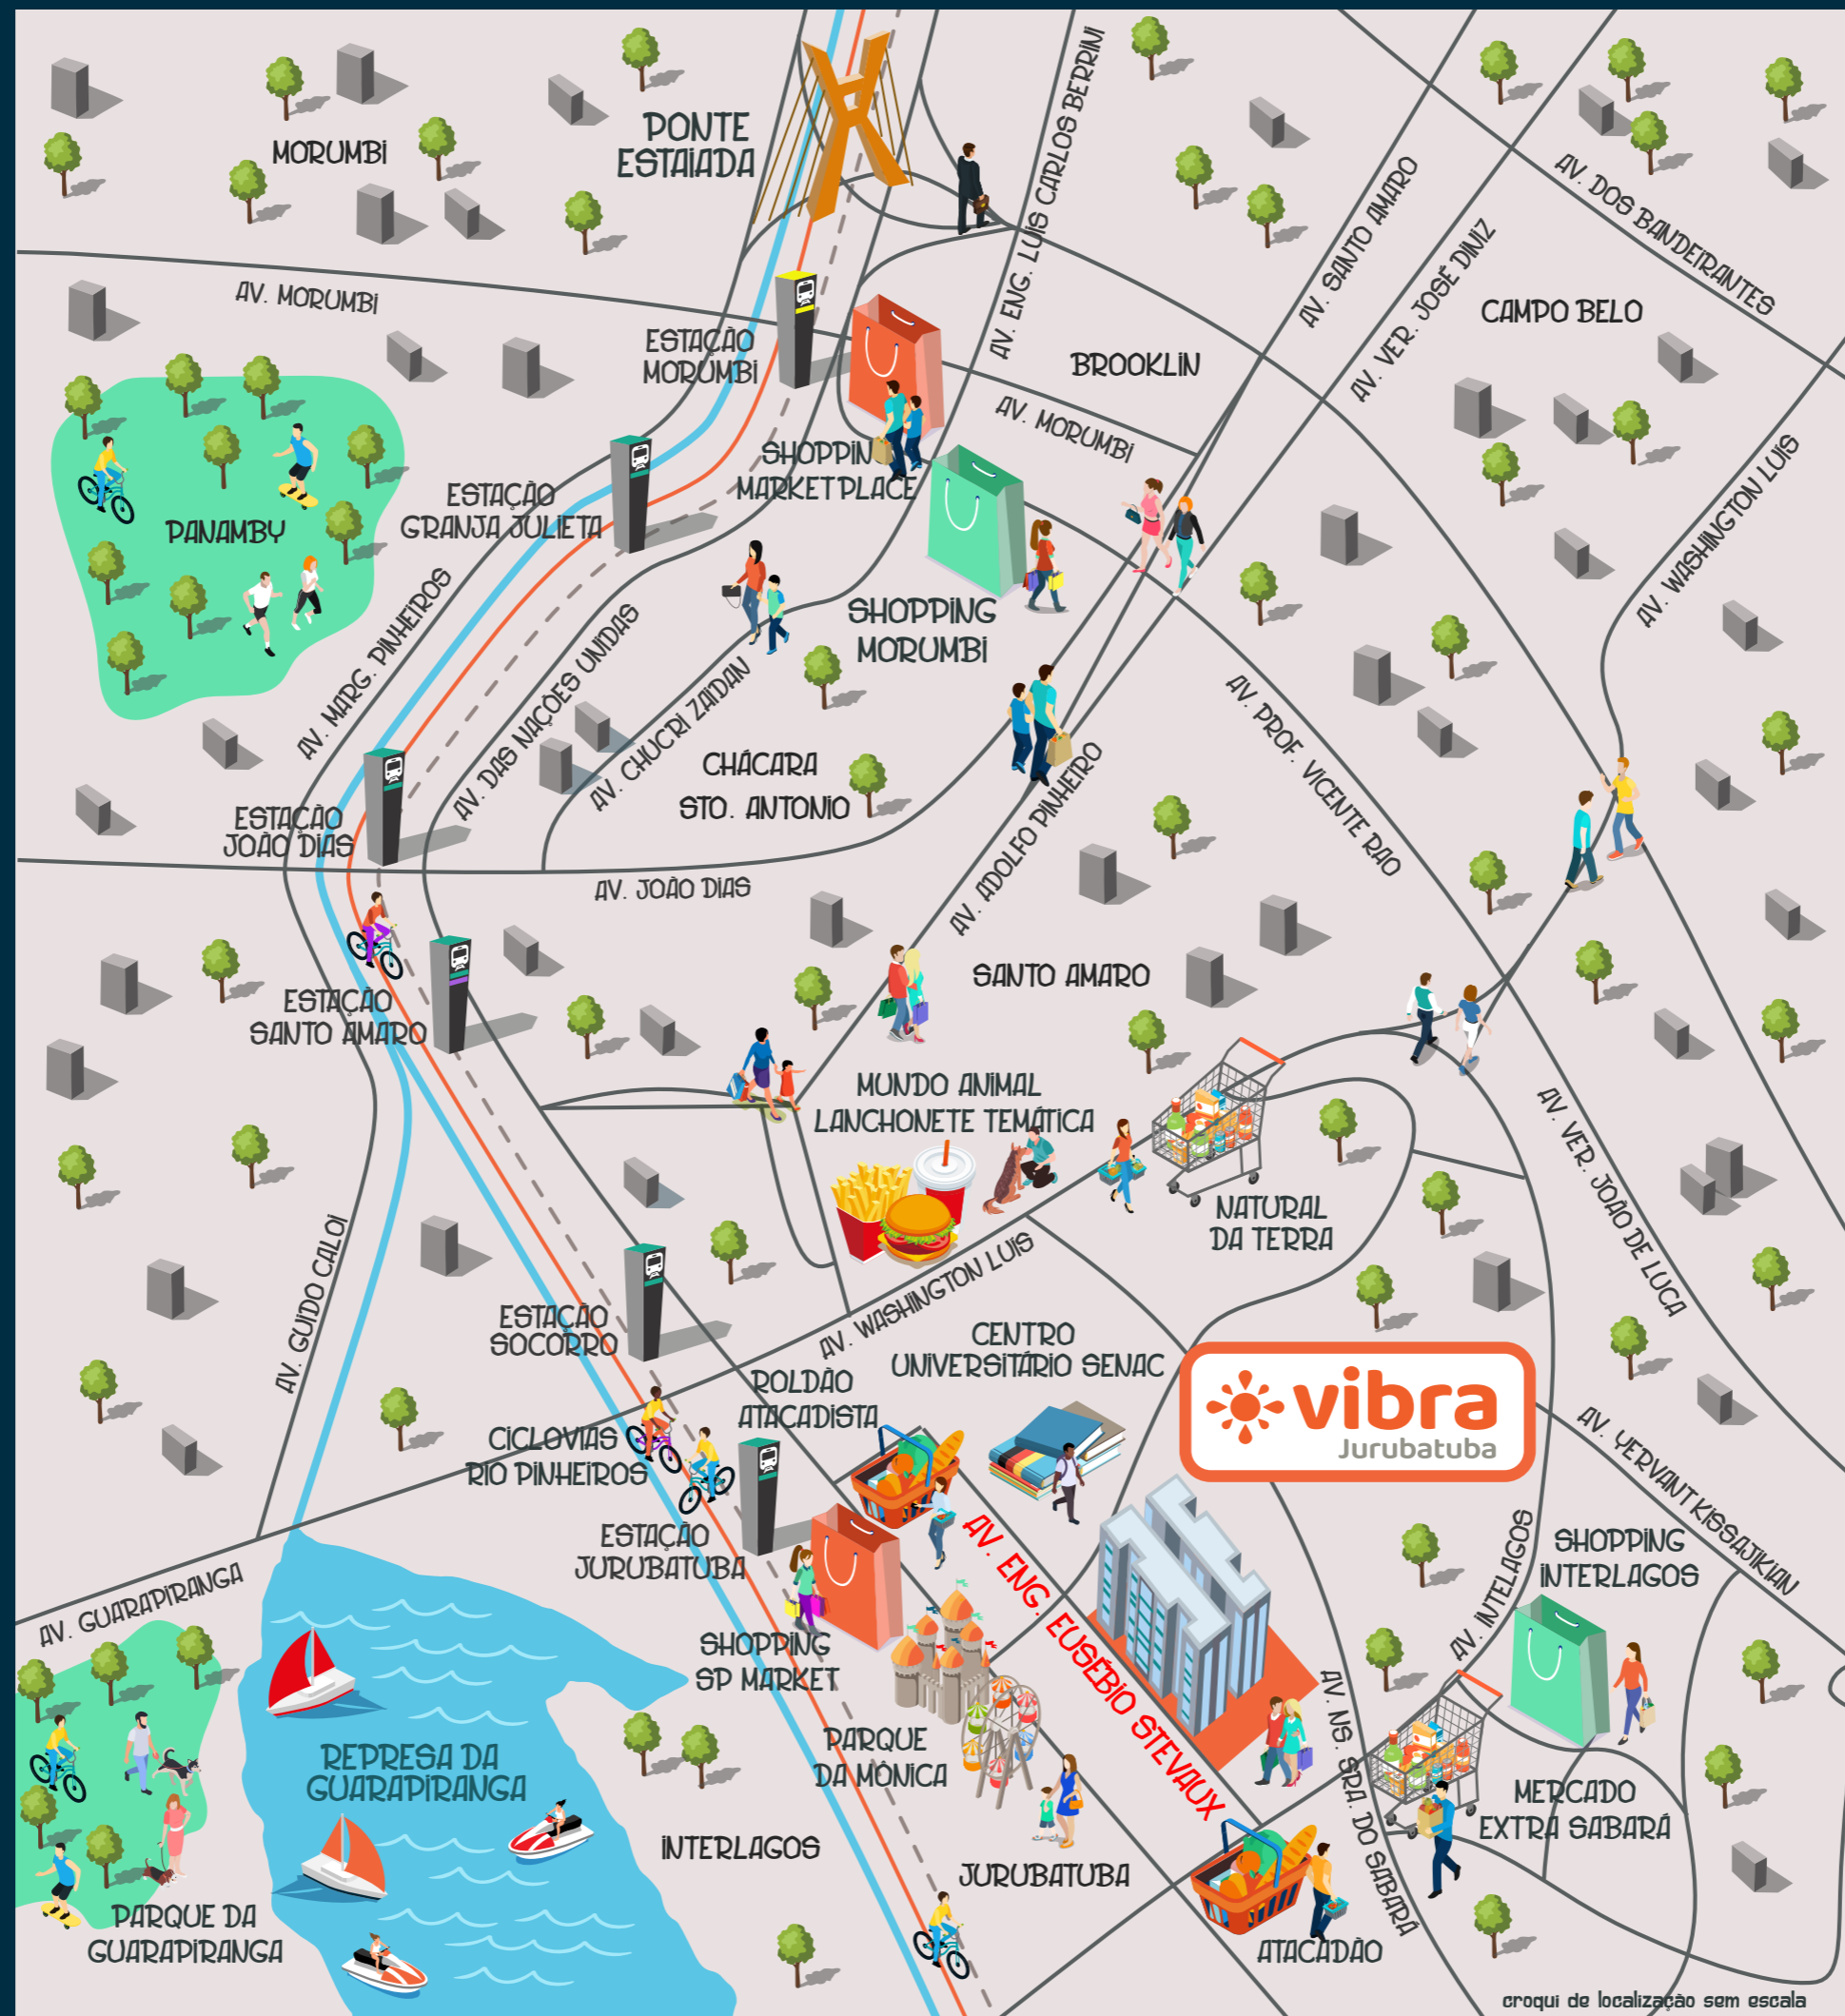 PONTE
ESTAIADA
MORUMBI
AV. ENG. LUÍS CARLOS BERRINI
AV. SANTO AMARO
AV. VER. JOSÉ DINIZ
AV. DOS BANDEIRANTES
AV. MORUMBI
CAMPO BELO
ESTAÇÃO
MORUMBI
BROOKLIN
AV. MORUMBI
SHOPPIN
MARKETPLACE
ESTAÇÃO
GRANJA JULIETA
PANAMBY
AV. WASHINGTON LUIS
AV. MARG. PINHEIROS
AV. DAS NAÇÕES UNIDAS
SHOPPING
MORUMBI
AV. CHUCRI ZAIDAN
AV. PROF. VICENTE RAO
CHÁCARA
STO. ANTONIO
AV. ADOLFO PINHEIRO
ESTAÇÃO
JOÃO DIAS
AV. JOÃO DIAS
SANTO AMARO
ESTAÇÃO
SANTO AMARO
MUNDO ANIMAL
LANCHONETE TEMÁTICA
AV. VER. JOÃO DE LUCA
NATURAL
DA TERRA
AV. GUIDO CALOI
AV. WASHINGTON LUIS
ESTAÇÃO
SOCORRO
CENTRO
UNIVERSITÁRIO SENAC
ROLDÃO
ATACADISTA
vibra
Jurubatuba
CICLOVIAS
RIO PINHEIROS
AV. YERVANT KISSAJIKIAN
ESTAÇÃO
JURUBATUBA
AV. ENG. EUSÉBIO STEVAUX
AV. INTELAGOS
SHOPPING
INTERLAGOS
AV. GUARAPIRANGA
SHOPPING
SP MARKET
AV. NS. SRA. DO SABARÁ
PARQUE
DA MÔNICA
REPRESA DA
GUARAPIRANGA
MERCADO
EXTRA SABARÁ
INTERLAGOS
JURUBATUBA
PARQUE DA
GUARAPIRANGA
ATACADÃO
croqui de localização sem escala